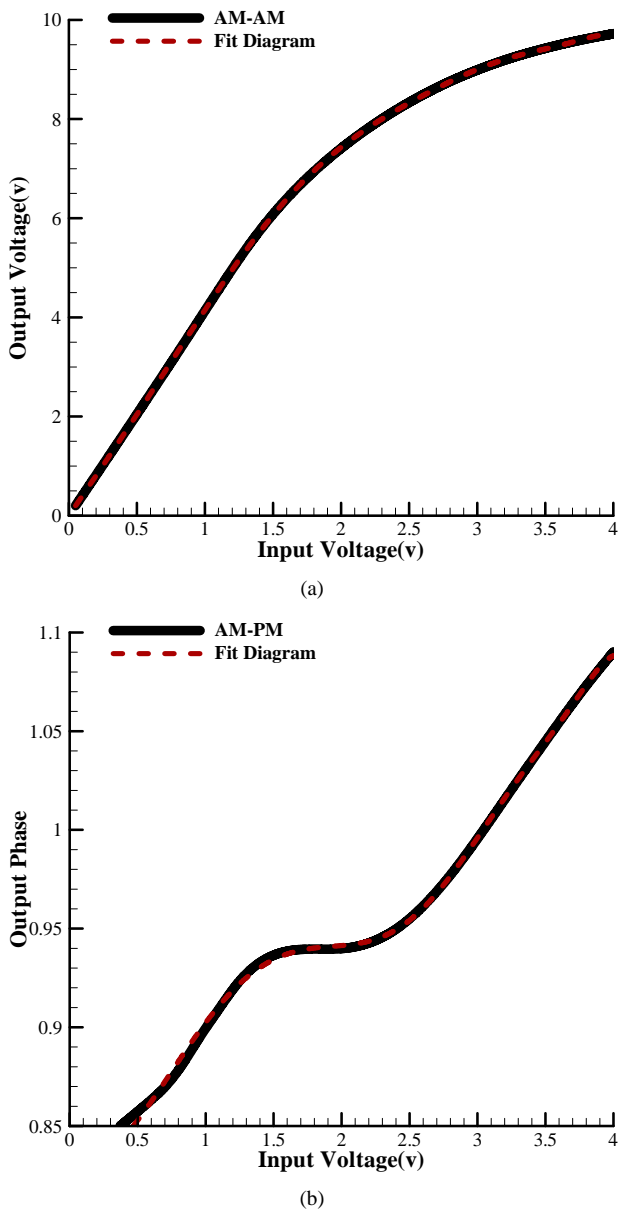 10
AM-AM
Fit Diagram
8
6
4
2
0
Output Voltage(v)
0 0.5 1 1.5 2 2.5 3 3.5 4
Input Voltage(v)
(a)
1.1
AM-PM
Fit Diagram
1.05
1
0.95
0.9
0.85
Output Phase
0 0.5 1 1.5 2 2.5 3 3.5 4
Input Voltage(v)
(b)